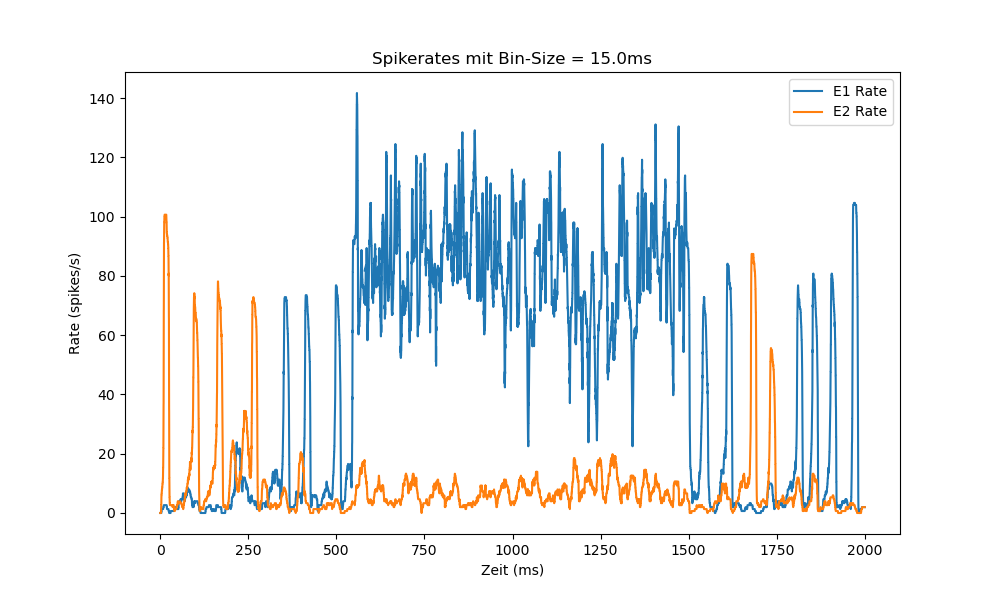 Spikerates mit Bin-Size = 15.0ms
E1 Rate
E2 Rate
140
120
100
80
60
40
20
0
Rate (spikes/s)
0 250 500 750 1000 1250 1500 1750 2000
Zeit (ms)